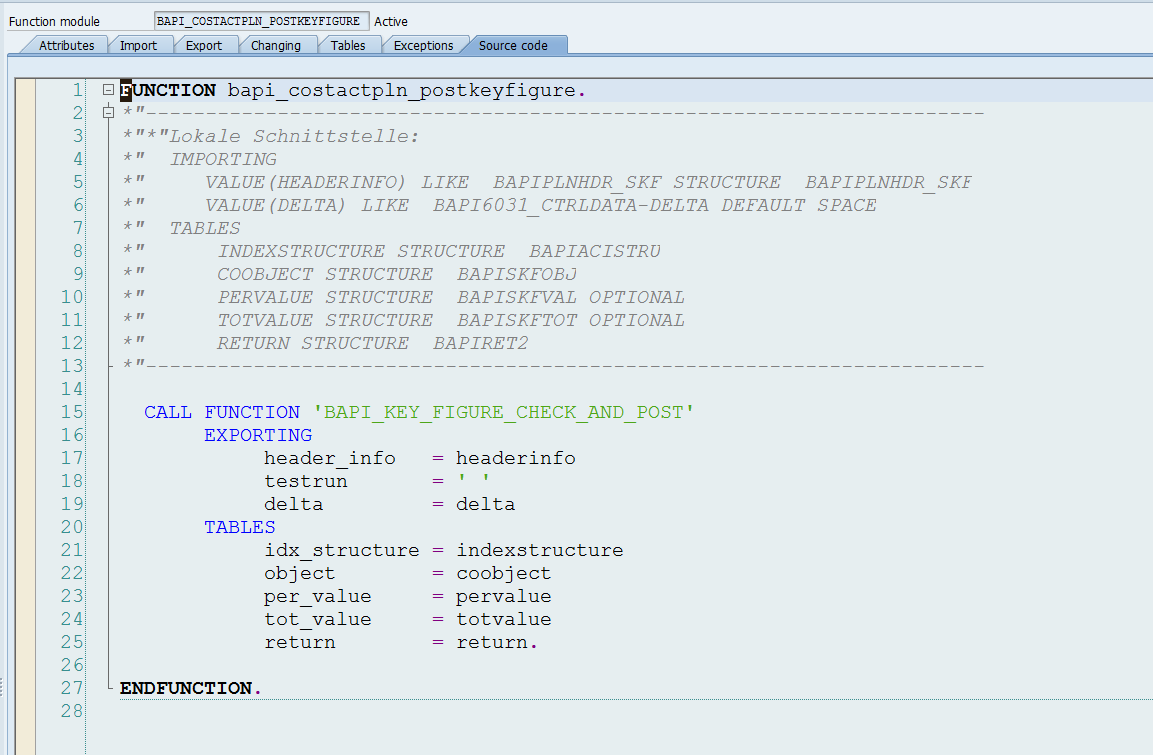 Function module BAPI_COSTACTPLN_POSTKEYFIGURE Active
Attributes Import Export Changing Tables Exceptions Source code
1 FUNCTION bapi_costactpln_postkeyfigure.
2 *"----------------------------------------------------------------------
3 *"*"Lokale Schnittstelle:
4 *"  IMPORTING
5 *"     VALUE(HEADERINFO) LIKE  BAPIPLNHDR_SKF STRUCTURE  BAPIPLNHDR_SKF
6 *"     VALUE(DELTA) LIKE  BAPI6031_CTRLDATA-DELTA DEFAULT SPACE
7 *"  TABLES
8 *"      INDEXSTRUCTURE STRUCTURE  BAPIACISTRU
9 *"      COOBJECT STRUCTURE  BAPISKFOBJ
10 *"      PERVALUE STRUCTURE  BAPISKFVAL OPTIONAL
11 *"      TOTVALUE STRUCTURE  BAPISKFTOT OPTIONAL
12 *"      RETURN STRUCTURE  BAPIRET2
13 *"----------------------------------------------------------------------
14
15   CALL FUNCTION 'BAPI_KEY_FIGURE_CHECK_AND_POST'
16        EXPORTING
17             header_info   = headerinfo
18             testrun       = ' '
19             delta         = delta
20        TABLES
21             idx_structure = indexstructure
22             object        = coobject
23             per_value     = pervalue
24             tot_value     = totvalue
25             return        = return.
26
27 ENDFUNCTION.
28